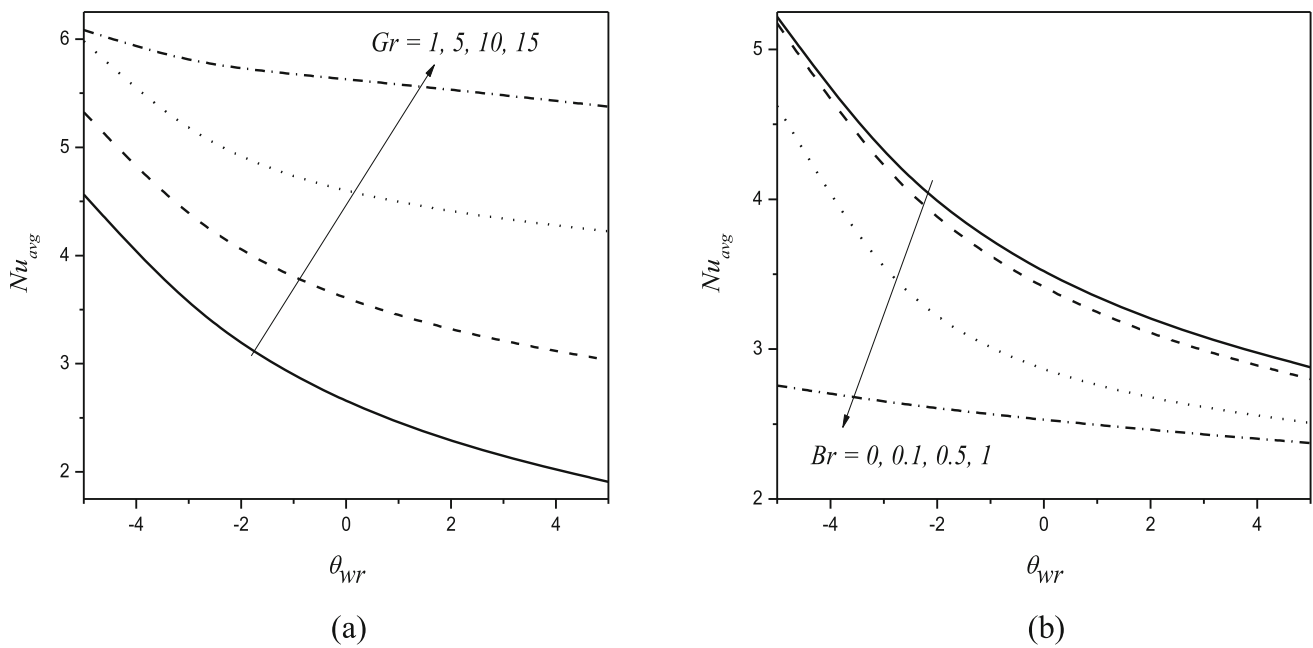 Gr = 1, 5, 10, 15
6
5
4
3
2
Nu_avg
-4 -2 0 2 4
θ_wr
(a)
5
4
3
2
Nu_avg
Br = 0, 0.1, 0.5, 1
-4 -2 0 2 4
θ_wr
(b)